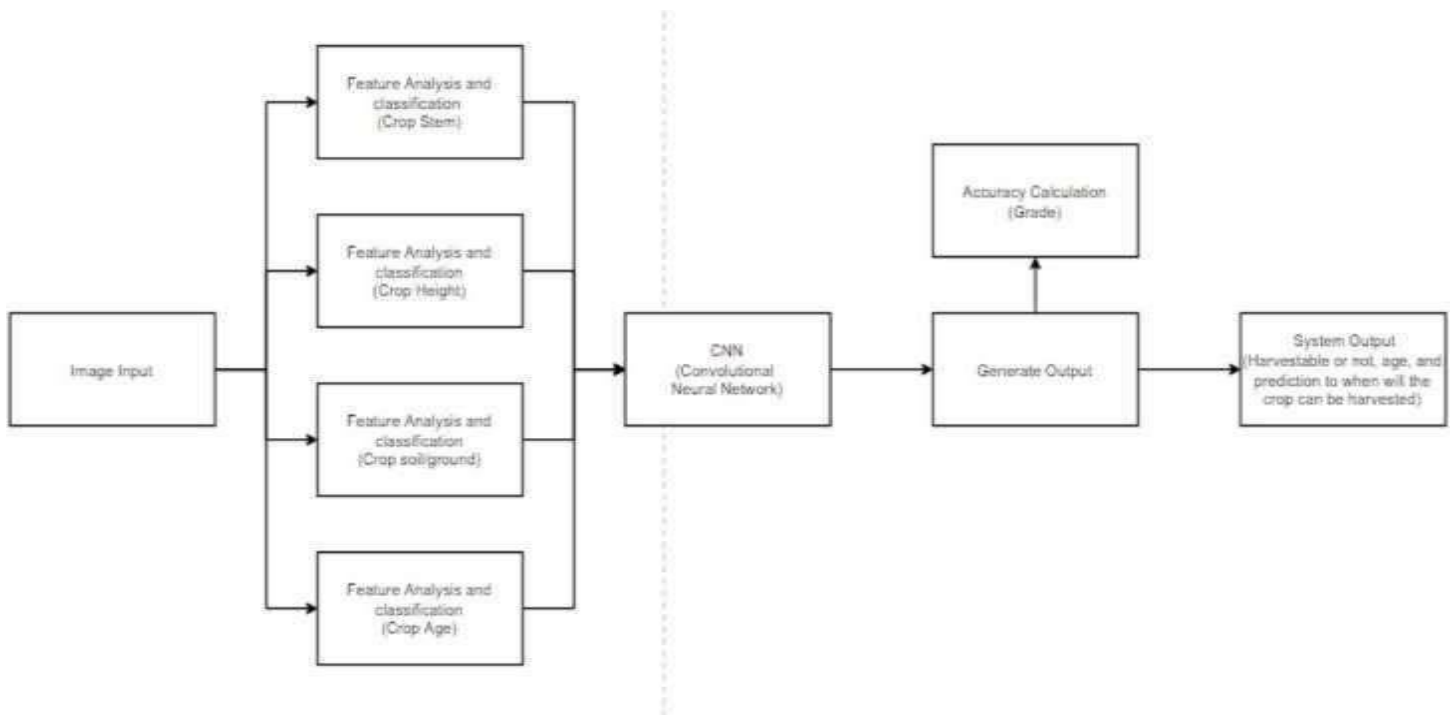 Image Input
Feature Analysis and
classification
(Crop Stem)
Feature Analysis and
classification
(Crop Height)
Feature Analysis and
classification
(Crop soil/ground)
Feature Analysis and
classification
(Crop Age)
CNN
(Convolutional
Neural Network)
Accuracy Calculation
(Grade)
Generate Output
System Output
(Harvestable or not, age, and
prediction to when will the
crop can be harvested)